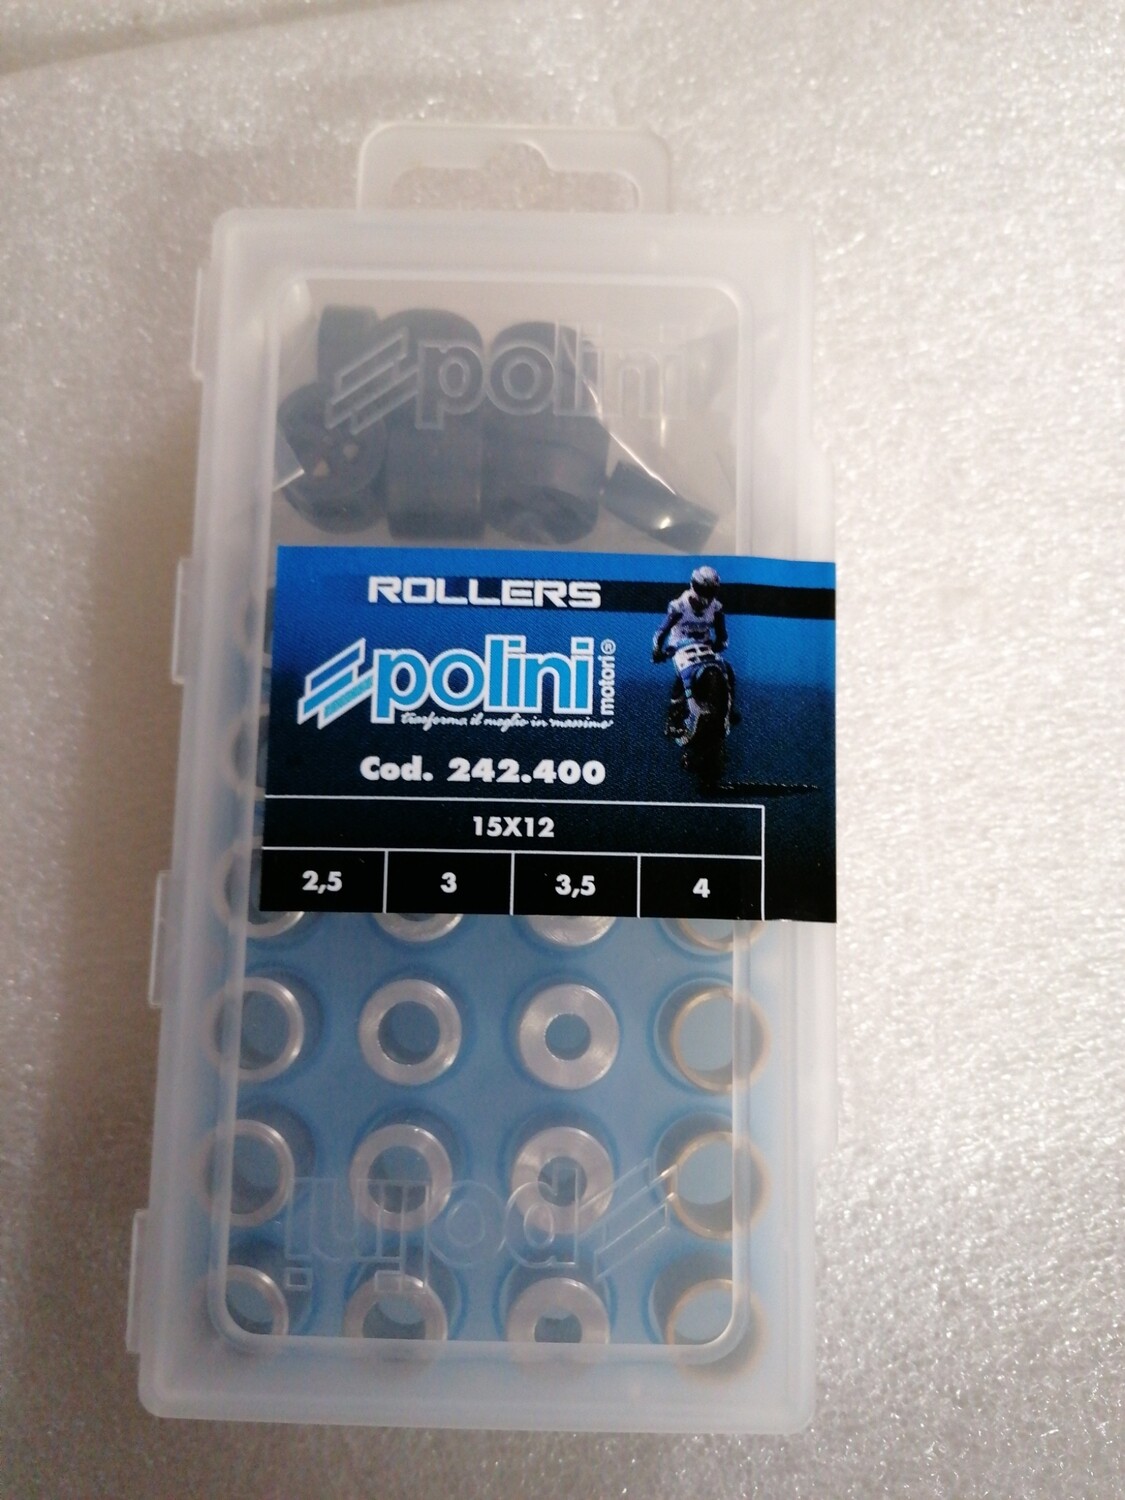 polini
ROLLERS
polini motori®
trasforma il meglio in massimo
Cod. 242.400
15X12
2,5 3 3,5 4
polini